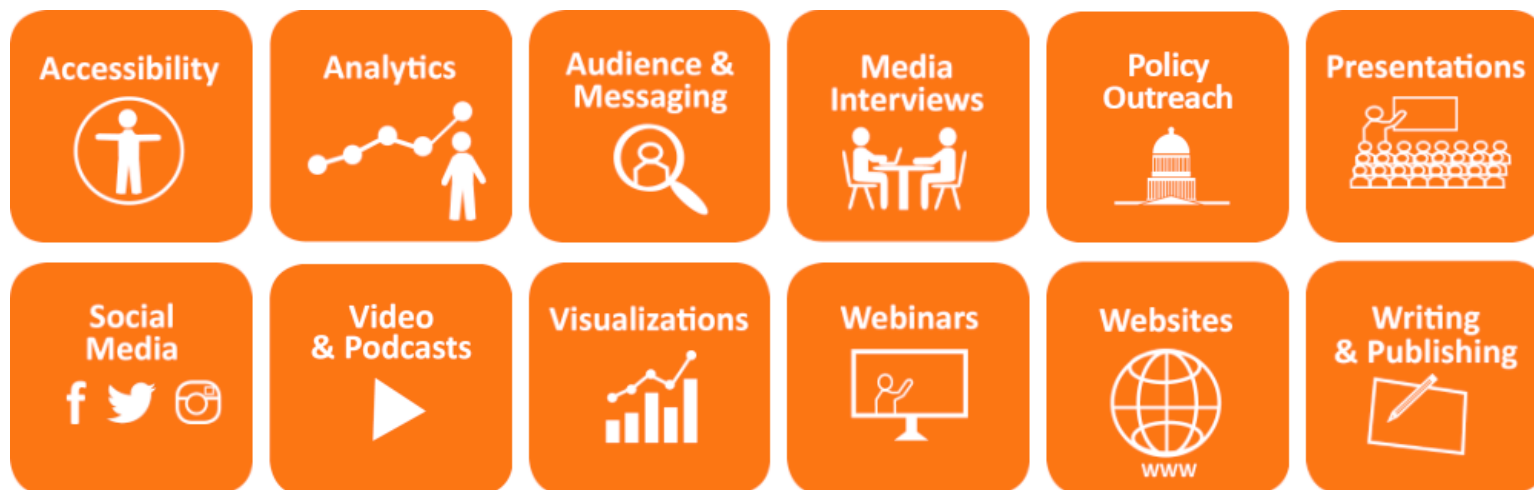 Accessibility
Analytics
Audience &
Messaging
Media
Interviews
Policy
Outreach
Presentations
Social
Media
Video
& Podcasts
Visualizations
Webinars
Websites
www
Writing
& Publishing